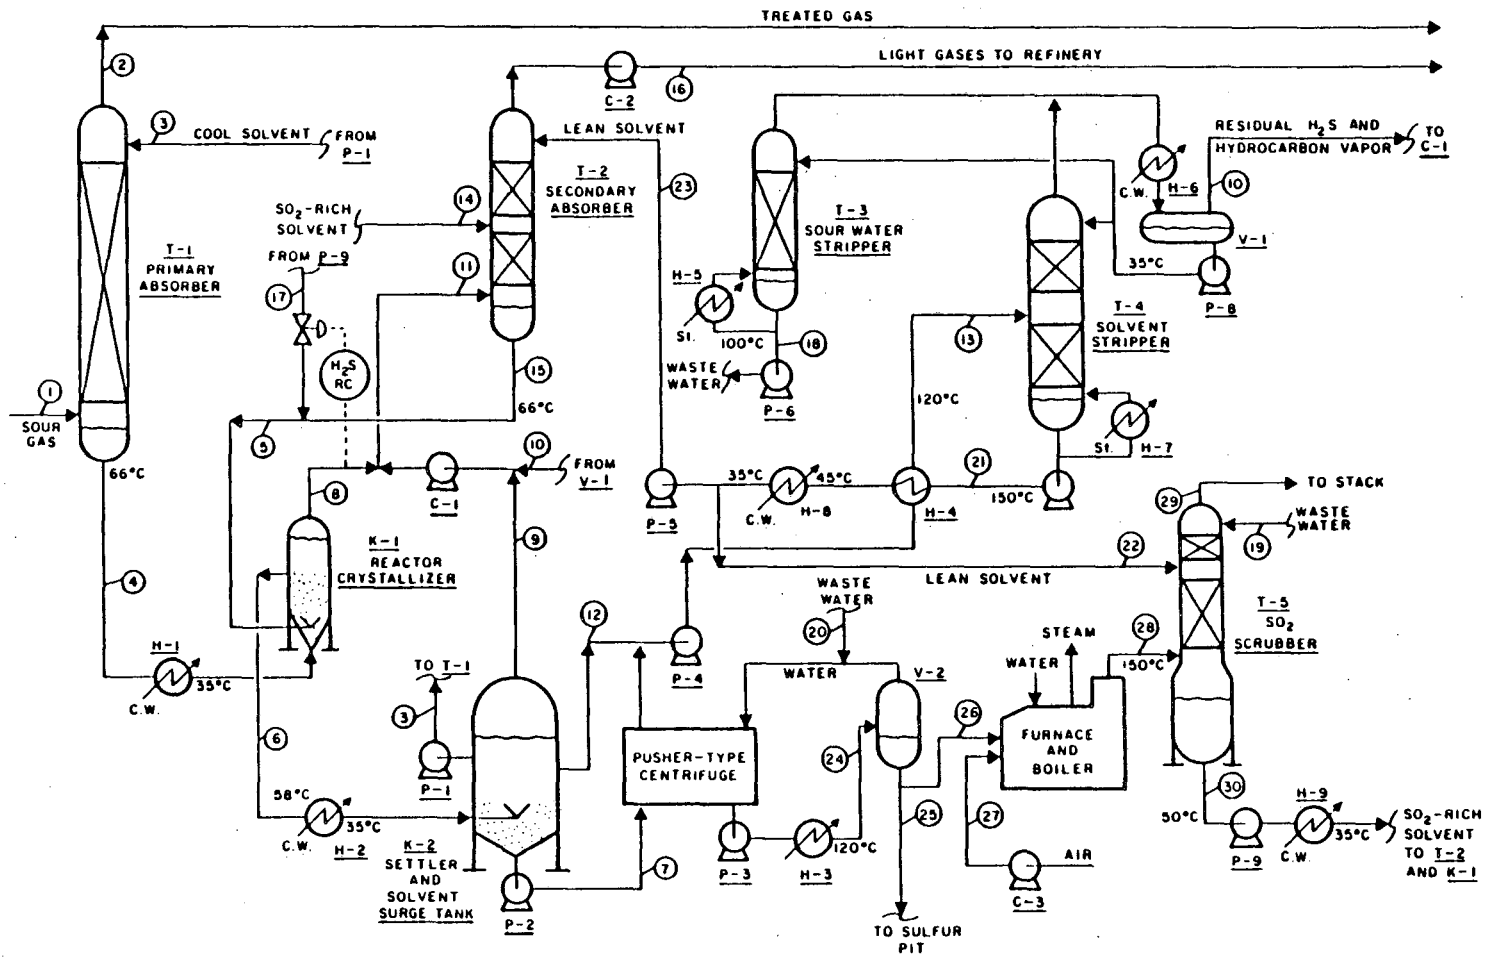 TREATED GAS
LIGHT GASES TO REFINERY
2
C-2
16
3
COOL SOLVENT
FROM
P-1
LEAN SOLVENT
T-2
SECONDARY
ABSORBER
23
14
SO2-RICH
SOLVENT
FROM P-9
11
17
H2S
RC
T-1
PRIMARY
ABSORBER
1
SOUR
GAS
66°C
5
15
66°C
T-3
SOUR WATER
STRIPPER
H-5
St.
100°C
18
WASTE
WATER
P-6
RESIDUAL H2S AND
HYDROCARBON VAPOR
TO
C-1
C.W.
H-6
10
V-1
35°C
P-8
T-4
SOLVENT
STRIPPER
13
120°C
St.
H-7
10
FROM
V-1
C-1
8
9
P-5
35°C
45°C
C.W.
H-8
H-4
21
150°C
K-1
REACTOR
CRYSTALLIZER
4
H-1
35°C
C.W.
6
58°C
35°C
C.W.
H-2
TO T-1
3
P-1
K-2
SETTLER
AND
SOLVENT
SURGE TANK
P-2
7
12
P-4
LEAN SOLVENT
22
WASTE
WATER
20
WATER
V-2
PUSHER-TYPE
CENTRIFUGE
P-3
H-3
120°C
24
25
26
TO SULFUR
PIT
27
AIR
C-3
STEAM
WATER
FURNACE
AND
BOILER
28
150°C
29
TO STACK
WASTE
WATER
19
T-5
SO2
SCRUBBER
30
50°C
P-9
H-9
C.W.
35°C
SO2-RICH
SOLVENT
TO T-2
AND K-1